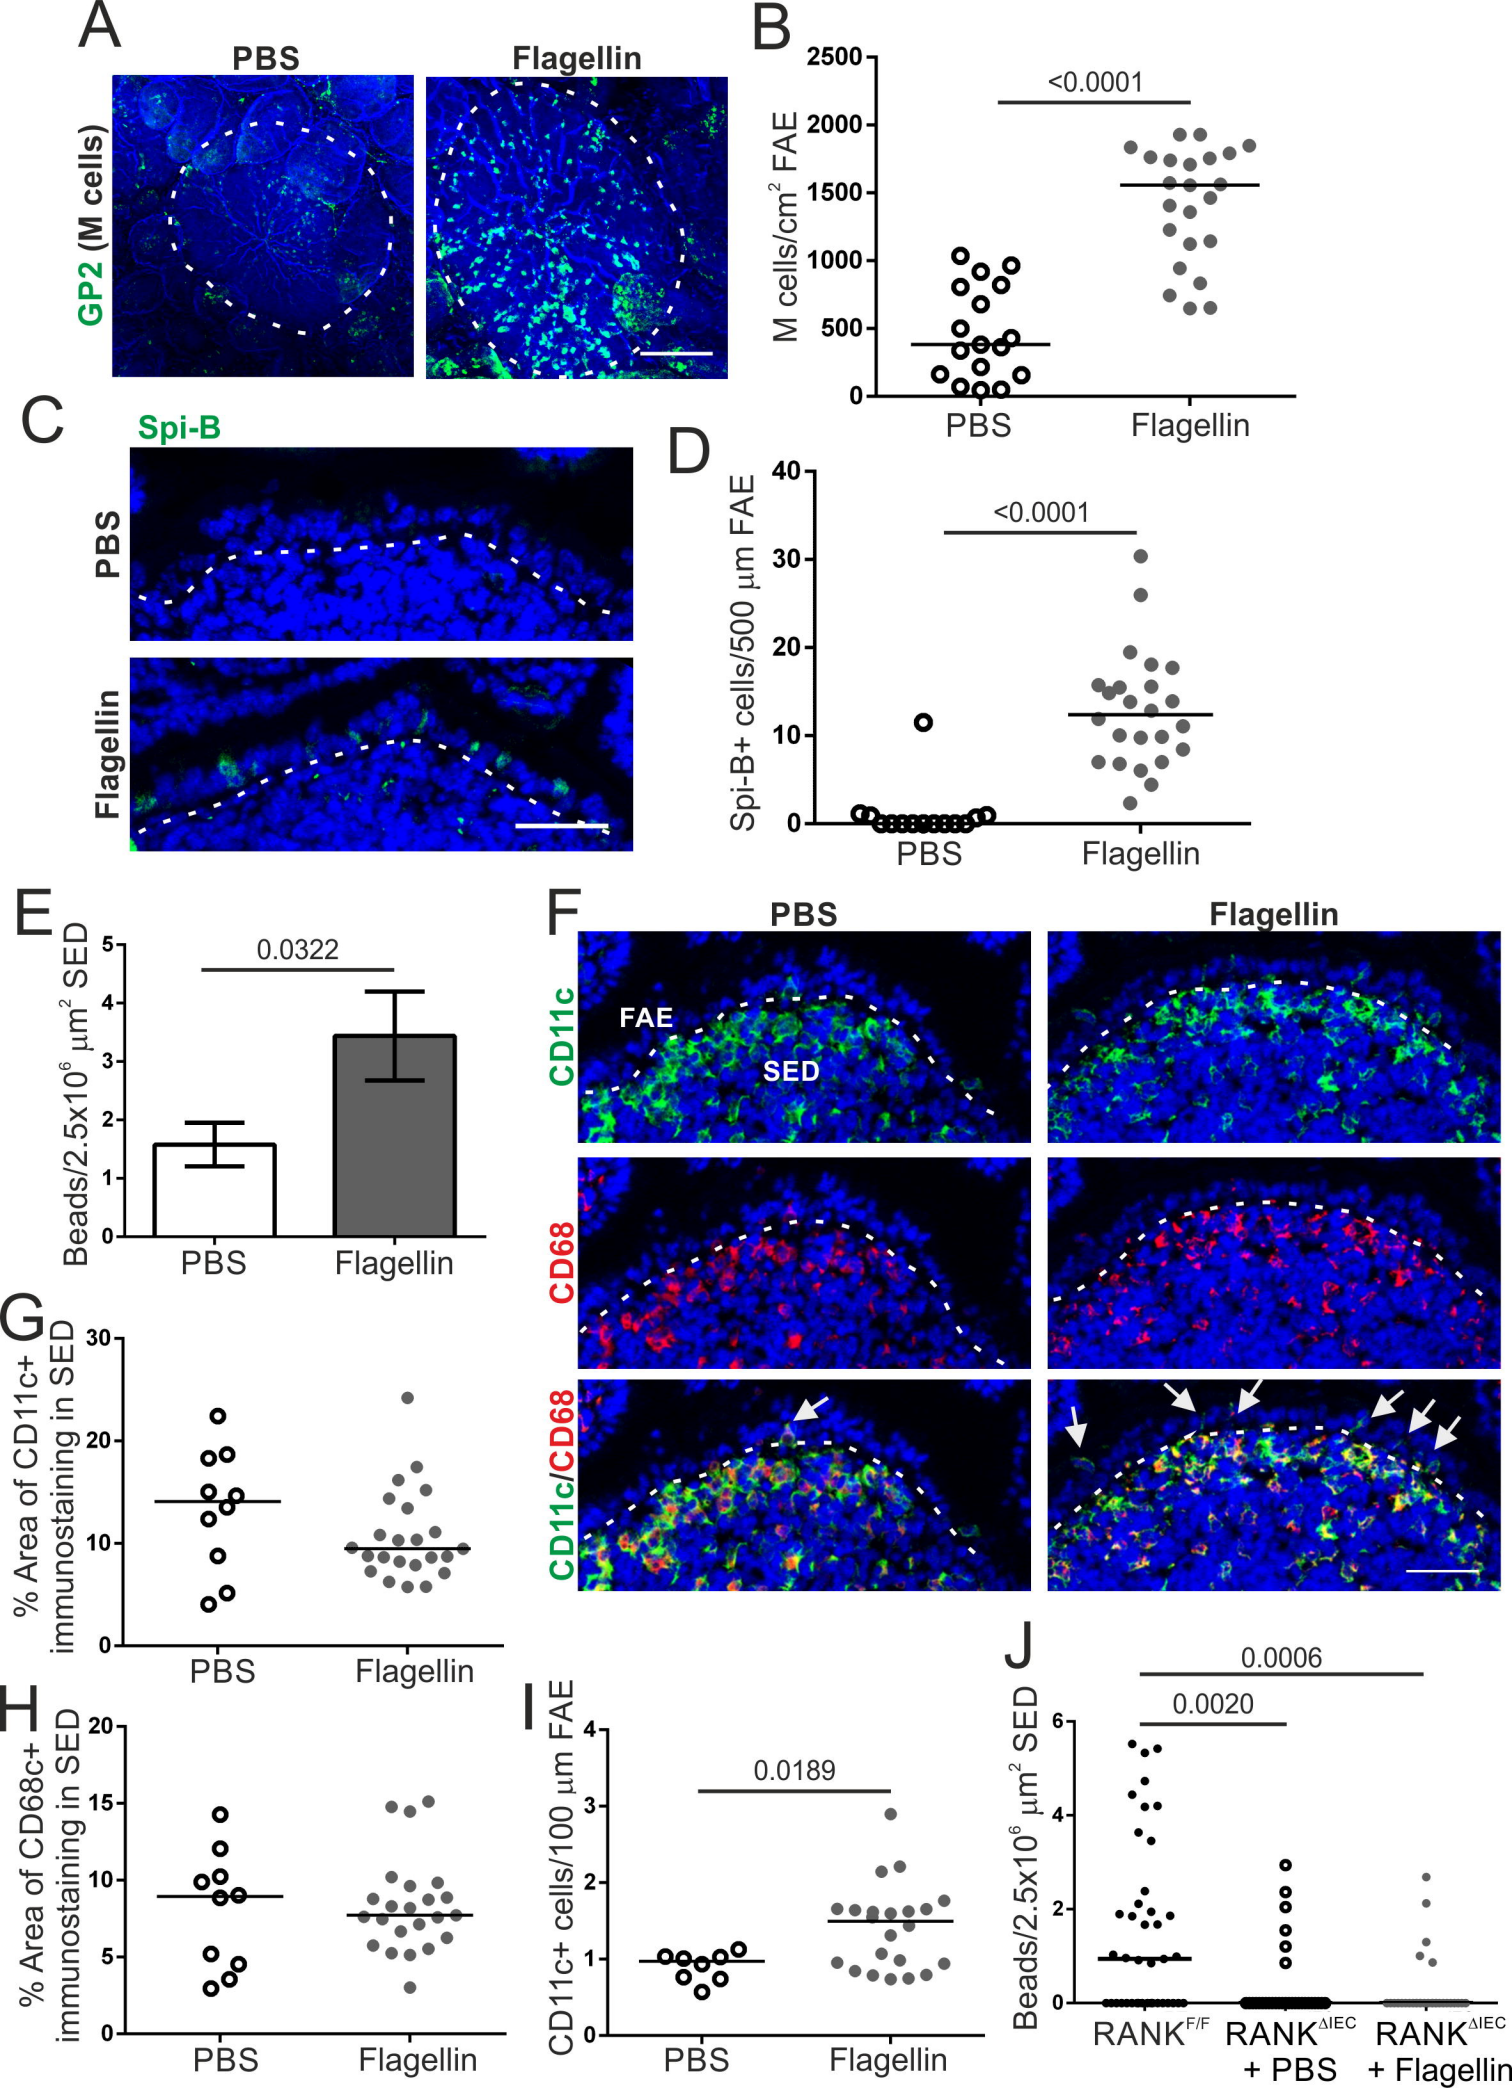 A
PBS
Flagellin
GP2 (M cells)
B
M cells/cm² FAE
2500
2000
1500
1000
500
0
<0.0001
PBS
Flagellin
C
Spi-B
PBS
Flagellin
D
Spi-B+ cells/500 µm FAE
40
30
20
10
0
<0.0001
PBS
Flagellin
E
Beads/2.5x10⁶ µm² SED
5
4
3
2
1
0
0.0322
PBS
Flagellin
F
PBS
Flagellin
CD11c
FAE
SED
CD68
CD11c/CD68
G
% Area of CD11c+
immunostaining in SED
30
20
10
0
PBS
Flagellin
H
% Area of CD68c+
immunostaining in SED
20
15
10
5
0
PBS
Flagellin
I
CD11c+ cells/100 µm FAE
4
3
2
1
0
0.0189
PBS
Flagellin
J
Beads/2.5x10⁶ µm² SED
6
4
2
0
0.0006
0.0020
RANK^F/F
RANK^ΔIEC
+ PBS
RANK^ΔIEC
+ Flagellin